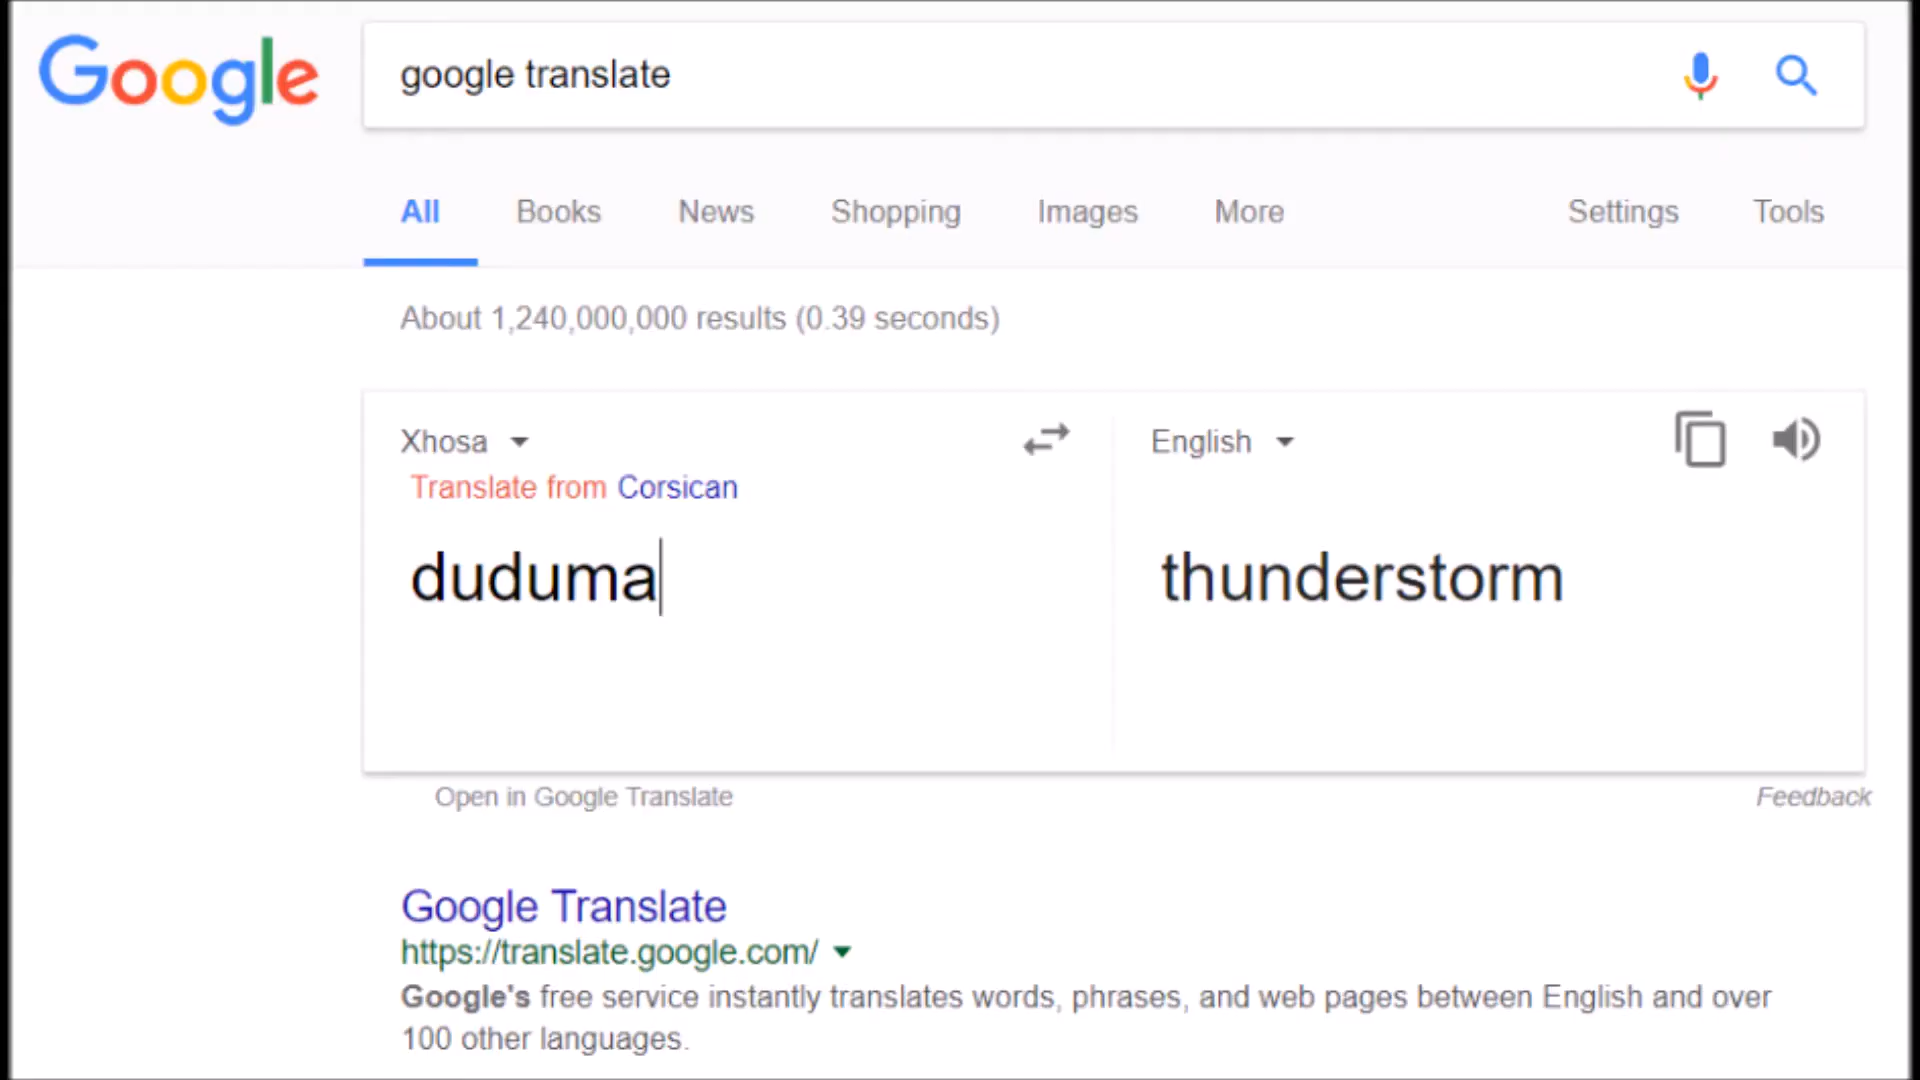 Google google translate
All Books News Shopping Images More Settings Tools
About 1,240,000,000 results (0.39 seconds)
Xhosa English
Translate from Corsican
duduma thunderstorm
Open in Google Translate Feedback
Google Translate
https://translate.google.com/
Google's free service instantly translates words, phrases, and web pages between English and over
100 other languages.